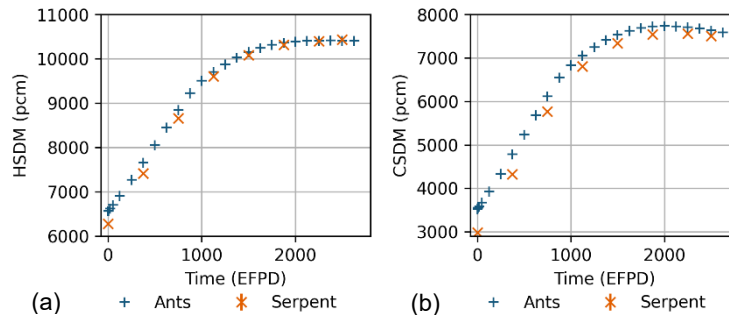 11000
10000
9000
8000
7000
6000
HSDM (pcm)
0
1000
2000
Time (EFPD)
(a)
Ants
Serpent
8000
7000
6000
5000
4000
3000
CSDM (pcm)
0
1000
2000
Time (EFPD)
(b)
Ants
Serpent